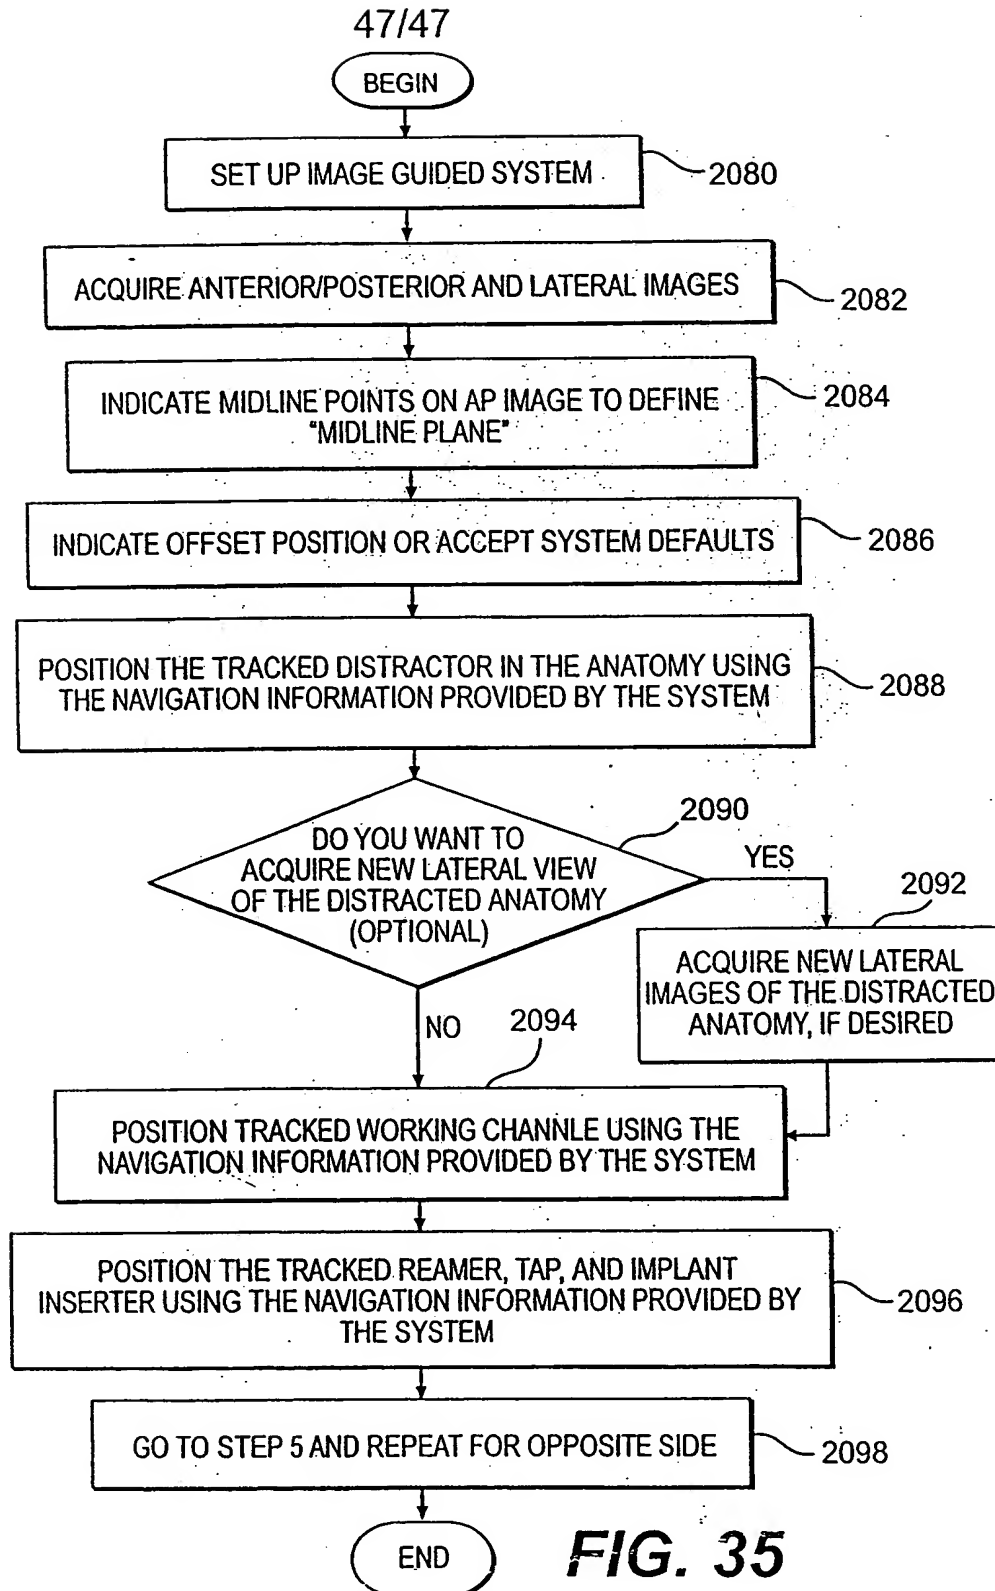 47/47
BEGIN
SET UP IMAGE GUIDED SYSTEM
2080
ACQUIRE ANTERIOR/POSTERIOR AND LATERAL IMAGES
2082
INDICATE MIDLINE POINTS ON AP IMAGE TO DEFINE
"MIDLINE PLANE"
2084
INDICATE OFFSET POSITION OR ACCEPT SYSTEM DEFAULTS
2086
POSITION THE TRACKED DISTRACTOR IN THE ANATOMY USING
THE NAVIGATION INFORMATION PROVIDED BY THE SYSTEM
2088
DO YOU WANT TO
ACQUIRE NEW LATERAL VIEW
OF THE DISTRACTED ANATOMY
(OPTIONAL)
2090
YES
2092
ACQUIRE NEW LATERAL
IMAGES OF THE DISTRACTED
ANATOMY, IF DESIRED
NO
2094
POSITION TRACKED WORKING CHANNLE USING THE
NAVIGATION INFORMATION PROVIDED BY THE SYSTEM
POSITION THE TRACKED REAMER, TAP, AND IMPLANT
INSERTER USING THE NAVIGATION INFORMATION PROVIDED BY
THE SYSTEM
2096
GO TO STEP 5 AND REPEAT FOR OPPOSITE SIDE
2098
END
FIG. 35